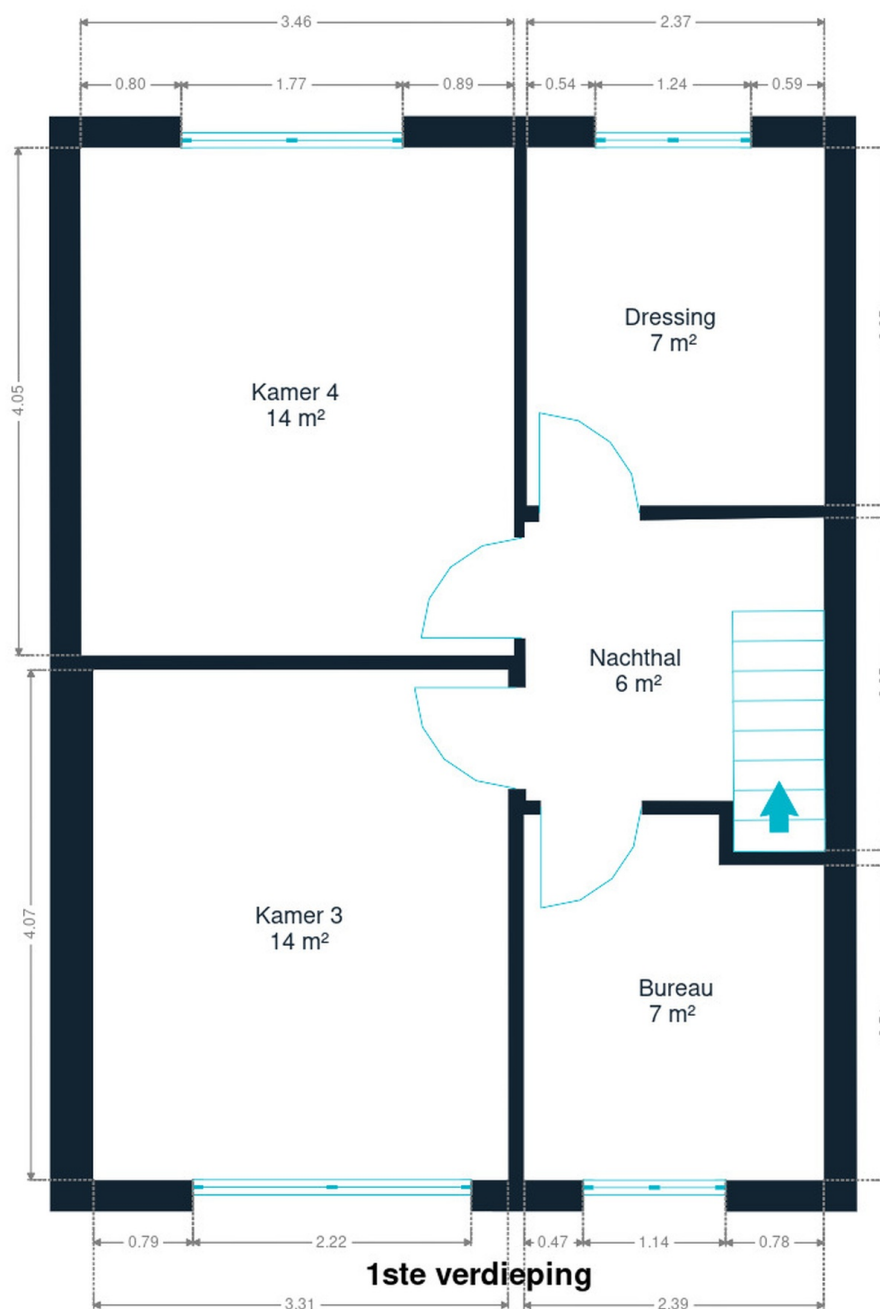 3.46
2.37
0.80
1.77
0.89
0.54
1.24
0.59
Dressing
7 m²
Kamer 4
14 m²
4.05
Nachthal
6 m²
Kamer 3
14 m²
4.07
Bureau
7 m²
0.79
2.22
0.47
1.14
0.78
1ste verdieping
3.31
2.39